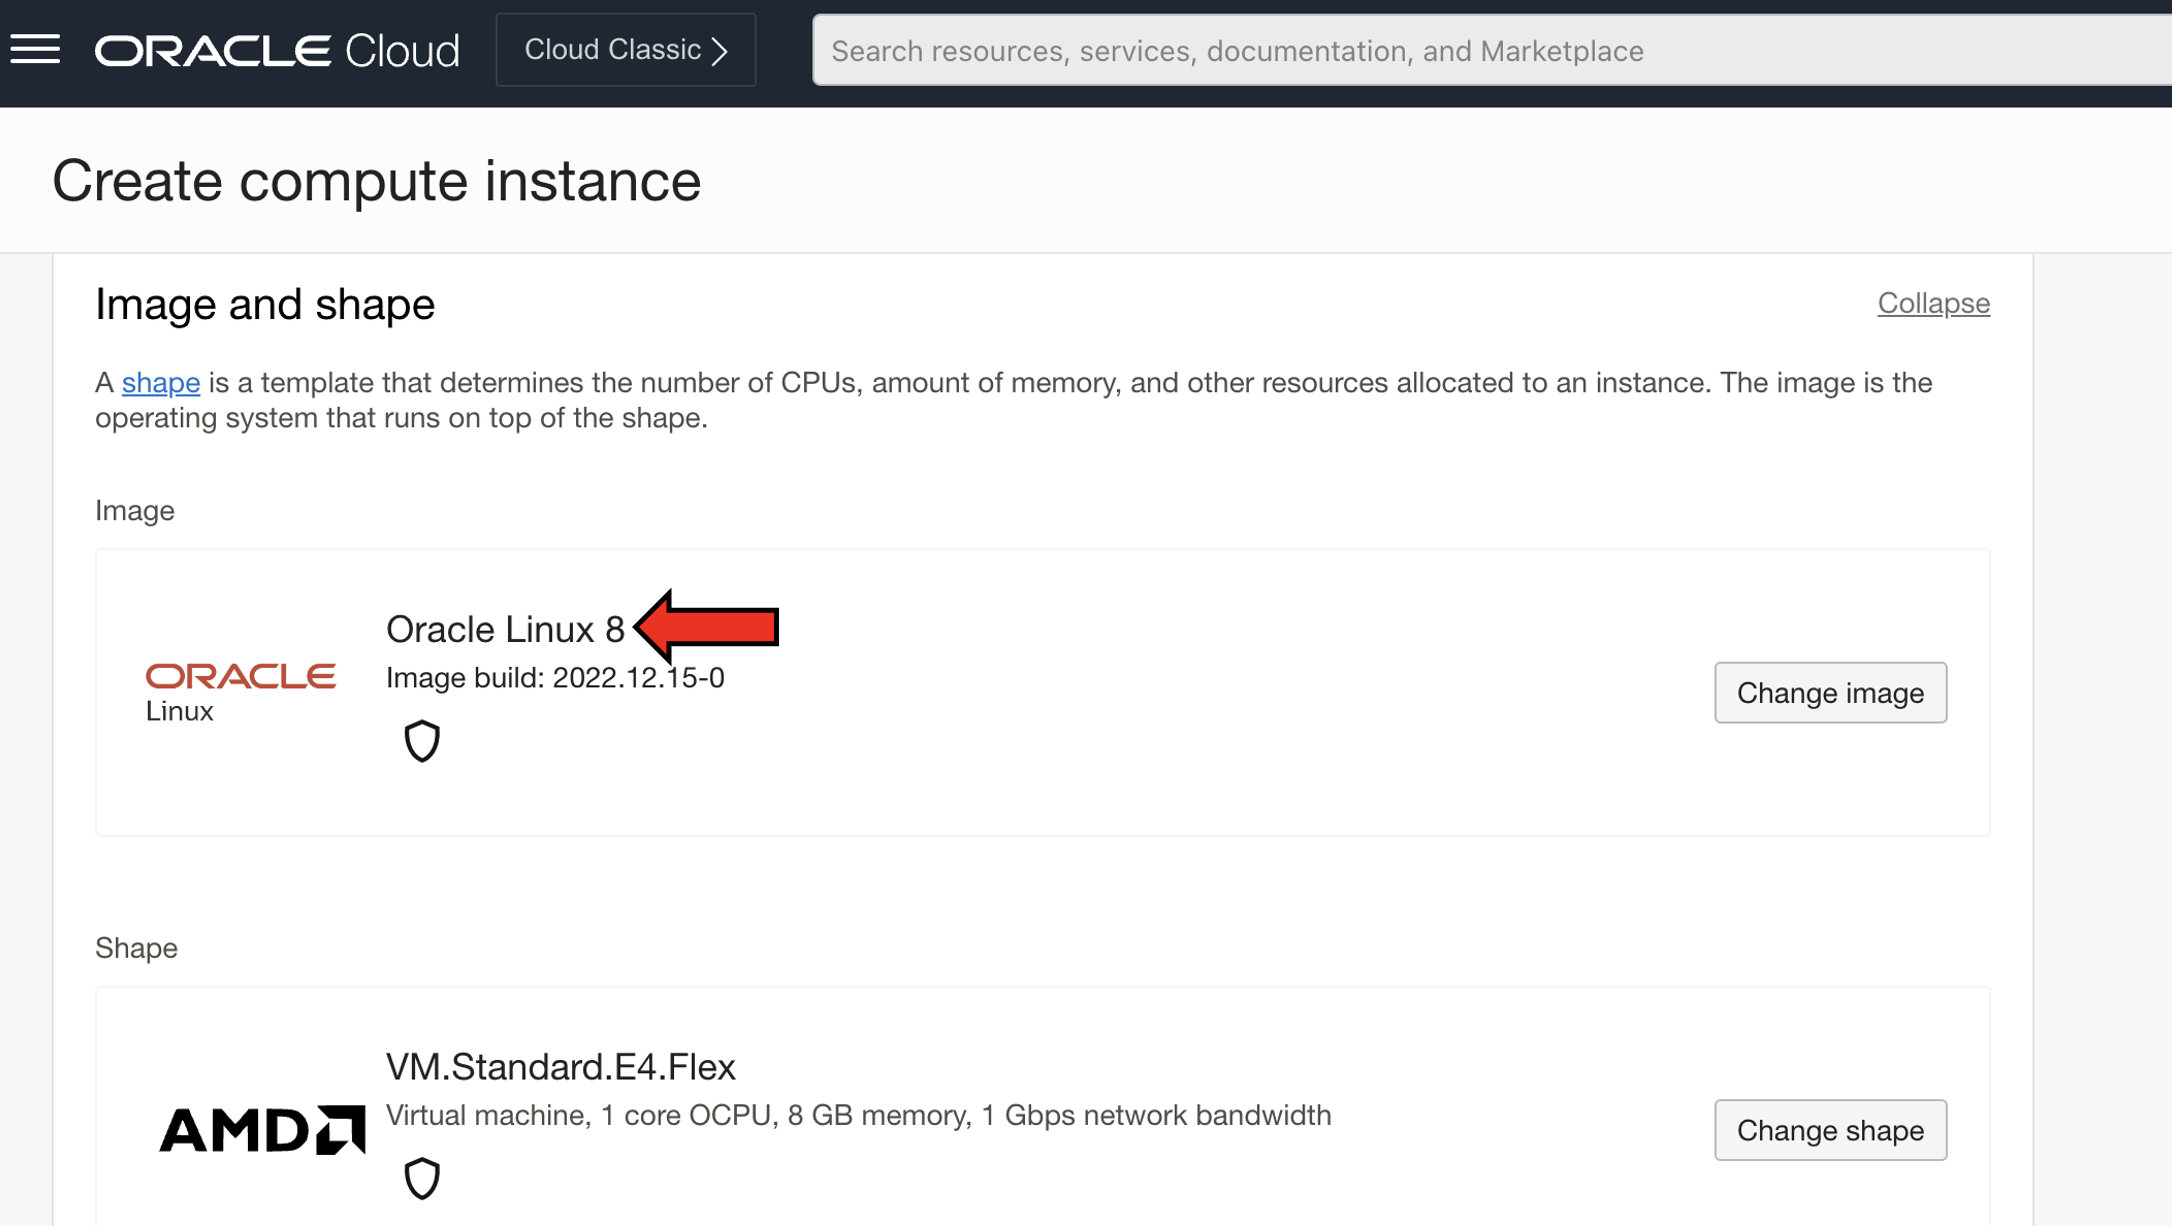 ORACLE Cloud
Cloud Classic
Search resources, services, documentation, and Marketplace
Create compute instance
Image and shape
Collapse
A shape is a template that determines the number of CPUs, amount of memory, and other resources allocated to an instance. The image is the
operating system that runs on top of the shape.
Image
ORACLE
Linux
Oracle Linux 8
Image build: 2022.12.15-0
Change image
Shape
AMD
VM.Standard.E4.Flex
Virtual machine, 1 core OCPU, 8 GB memory, 1 Gbps network bandwidth
Change shape